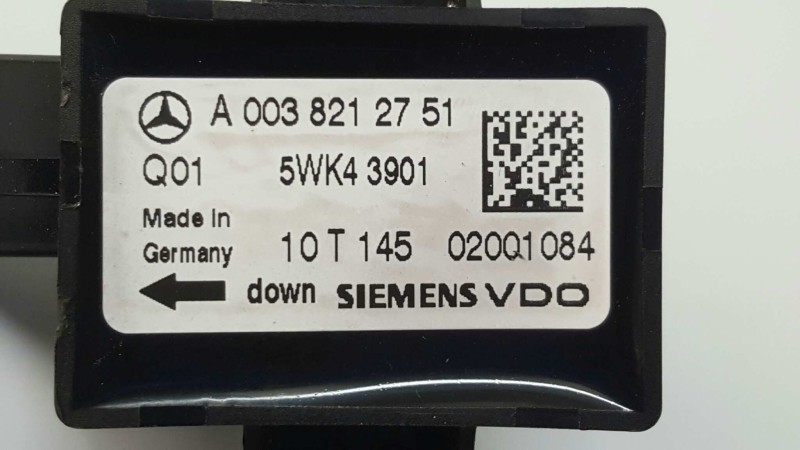 A 003 821 27 51
Q01 5WK4 3901
Made in
Germany 10 T 145 020Q1084
down SIEMENS VDO